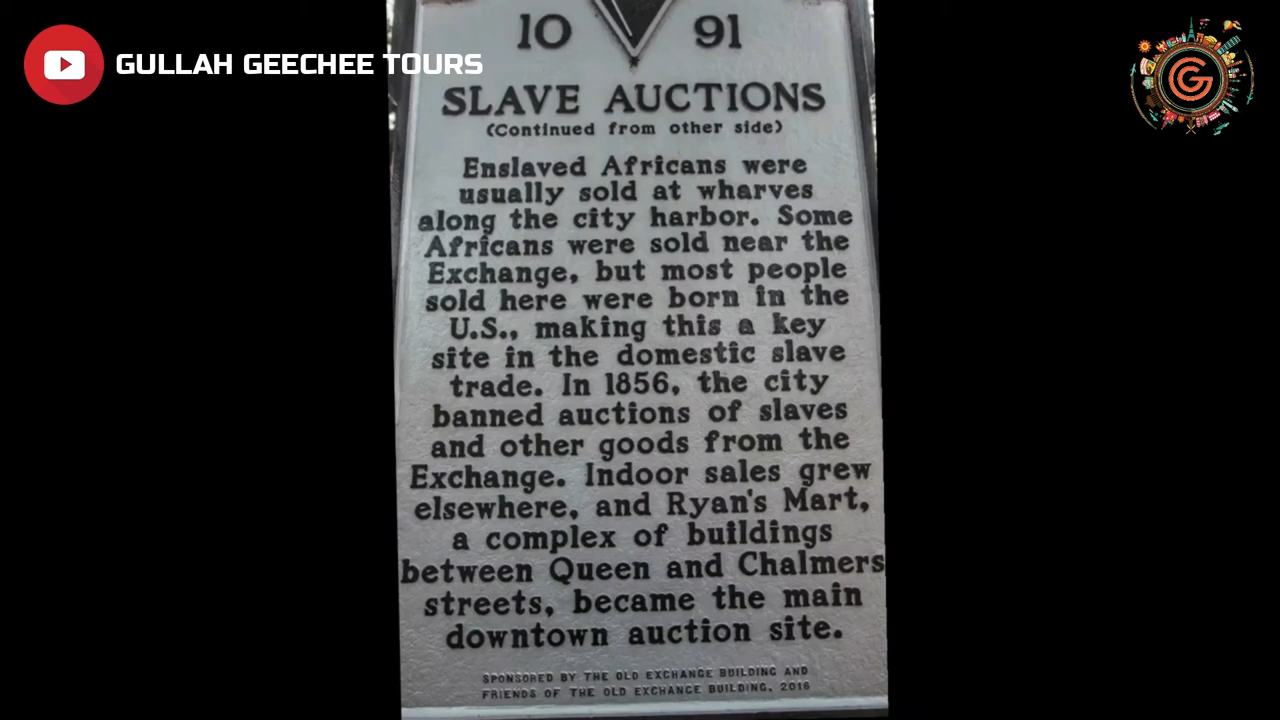 GULLAH GEECHEE TOURS
10 91
SLAVE AUCTIONS
(Continued from other side)
Enslaved Africans were
usually sold at wharves
along the city harbor. Some
Africans were sold near the
Exchange, but most people
sold here were born in the
U.S., making this a key
site in the domestic slave
trade. In 1856, the city
banned auctions of slaves
and other goods from the
Exchange. Indoor sales grew
elsewhere, and Ryan's Mart,
a complex of buildings
between Queen and Chalmers
streets, became the main
downtown auction site.
SPONSORED BY THE OLD EXCHANGE BUILDING AND
FRIENDS OF THE OLD EXCHANGE BUILDING, 2016